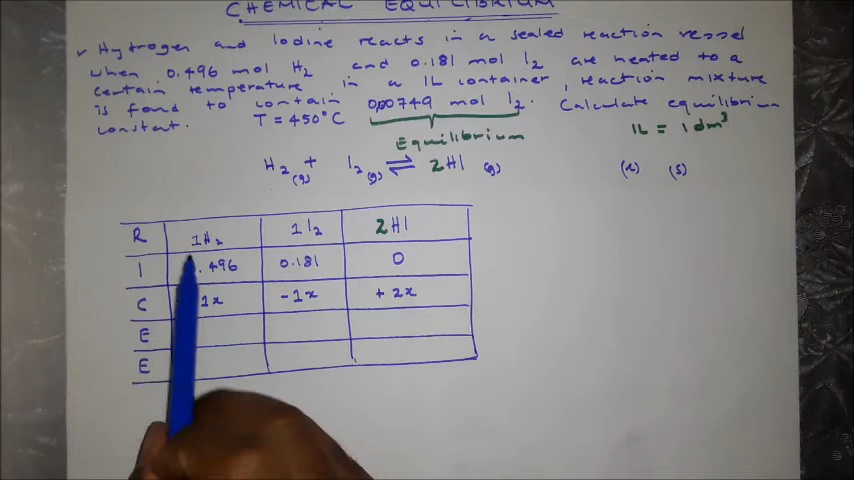 CHEMICAL EQUILIBRIUM
Hytrogen and Iodine reacts in a sealed reaction vessel
when 0.496 mol H₂ and 0.181 mol I₂ are heated to a
certain temperature in a 1L container, reaction mixture
is found to contain 0.00749 mol I₂. Calculate equilibrium
constant. T = 450°C
Equilibrium 1L = 1dm³
H₂(g) + I₂(g) ⇌ 2HI (g) (s)
R 1H₂ 1I₂ 2HI
I .496 0.181 0
C 1x -1x + 2x
E
E